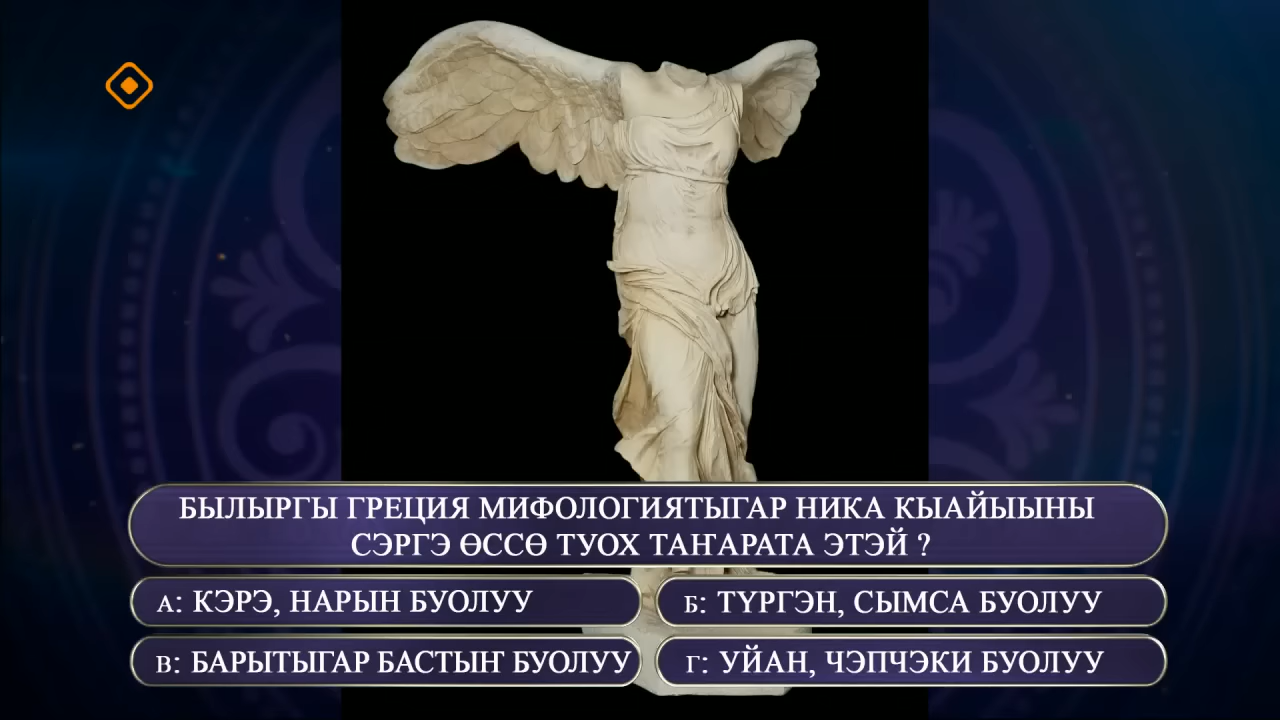 БЫЛЫРГЫ ГРЕЦИЯ МИФОЛОГИЯТЫГАР НИКА КЫАЙЫЫНЫ
СЭРГЭ ӨССӨ ТУОХ ТАҤАРАТА ЭТЭЙ ?
А: КЭРЭ, НАРЫН БУОЛУУ
Б: ТҮРГЭН, СЫМСА БУОЛУУ
В: БАРЫТЫГАР БАСТЫҤ БУОЛУУ
Г: УЙАН, ЧЭПЧЭКИ БУОЛУУ